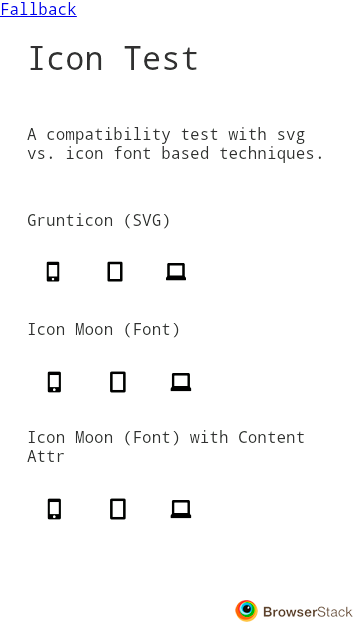 Fallback
Icon Test
A compatibility test with svg
vs. icon font based techniques.
Grunticon (SVG)
Icon Moon (Font)
Icon Moon (Font) with Content
Attr
BrowserStack